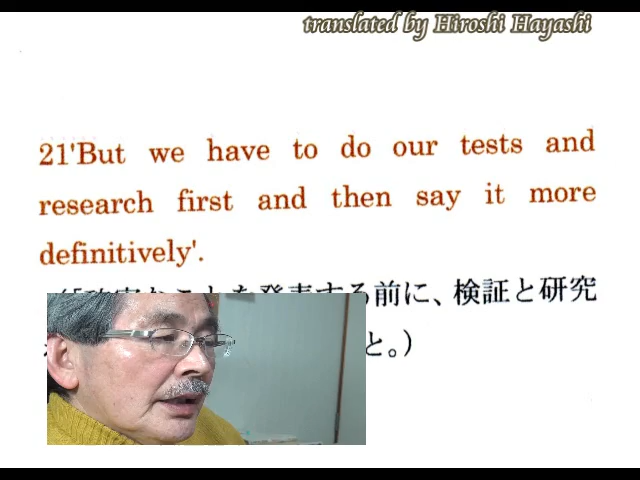 translated by Hiroshi Hayashi
21'But we have to do our tests and
research first and then say it more
definitively'.
る前に、検証と研究
と。）